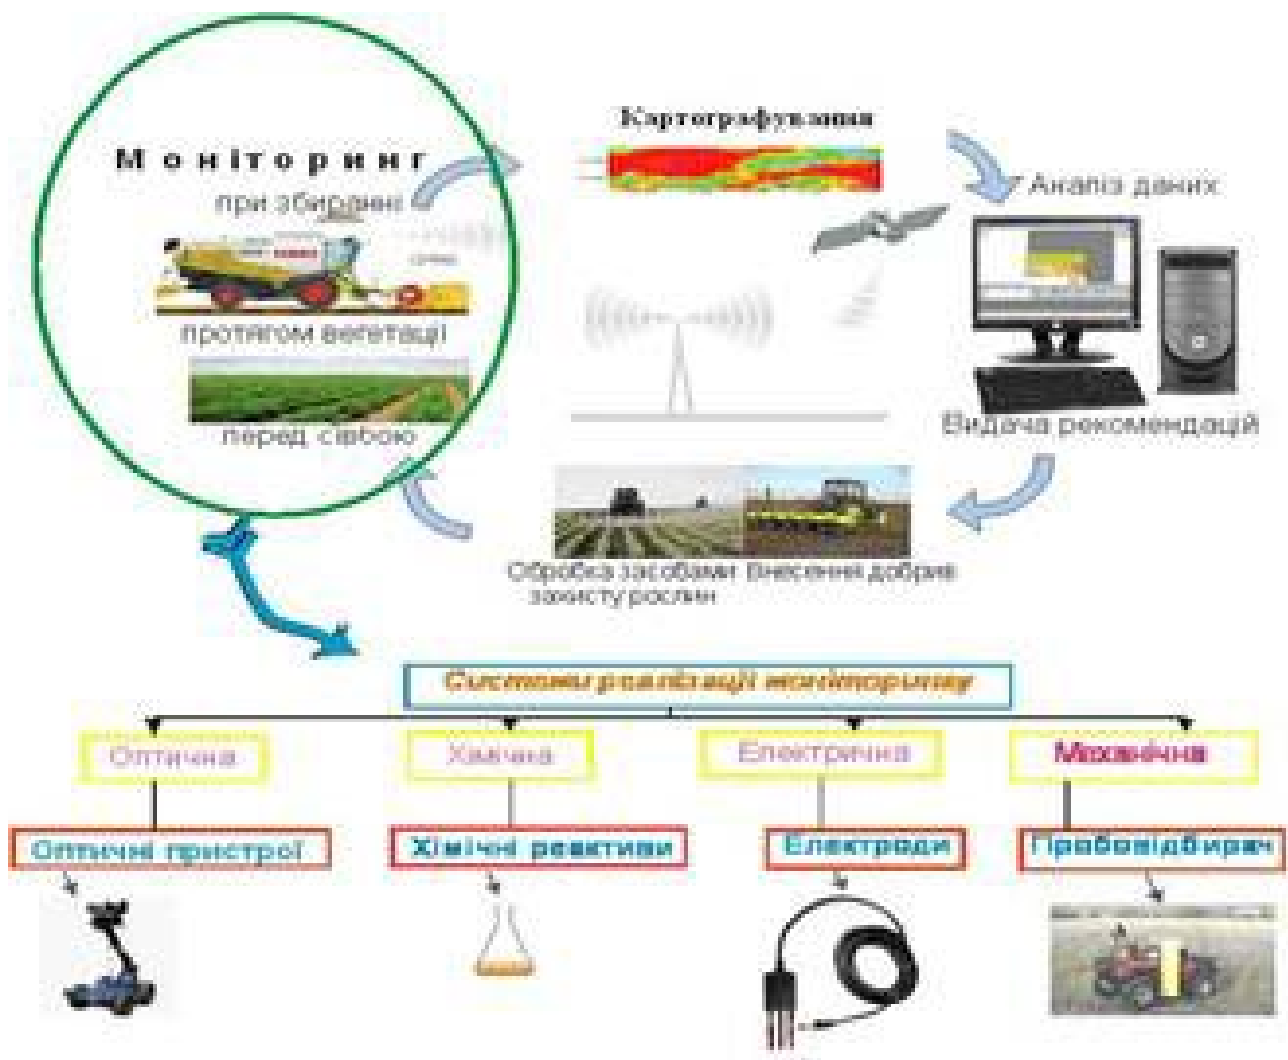 Картографування
Моніторинг
при збиранні
Аналіз даних
протягом вегетації
перед сівбою
Видача рекомендацій
Обробка засобами
захисту рослин
Внесення добрив
Системи реалізації моніторингу
Оптична
Хімічна
Електрична
Механічна
Оптичні пристрої
Хімічні реактиви
Електроди
Пробовідбирач